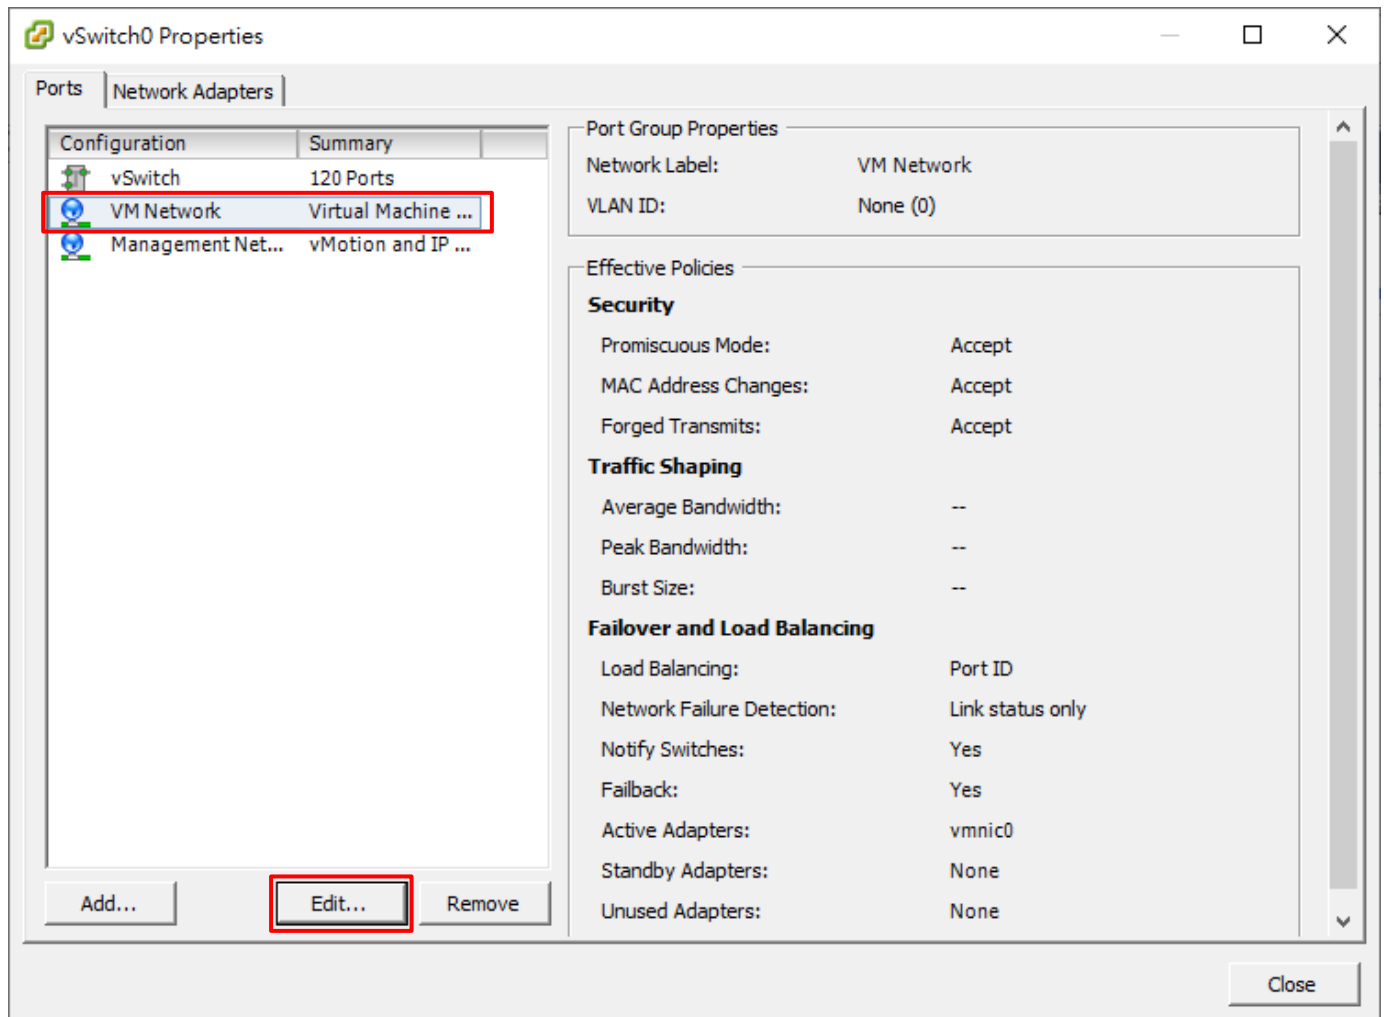 vSwitch0 Properties
Ports
Network Adapters
Configuration Summary
vSwitch 120 Ports
VM Network Virtual Machine ...
Management Net... vMotion and IP ...
Add...
Edit...
Remove
Port Group Properties
Network Label: VM Network
VLAN ID: None (0)
Effective Policies
Security
Promiscuous Mode: Accept
MAC Address Changes: Accept
Forged Transmits: Accept
Traffic Shaping
Average Bandwidth: --
Peak Bandwidth: --
Burst Size: --
Failover and Load Balancing
Load Balancing: Port ID
Network Failure Detection: Link status only
Notify Switches: Yes
Failback: Yes
Active Adapters: vmnic0
Standby Adapters: None
Unused Adapters: None
Close